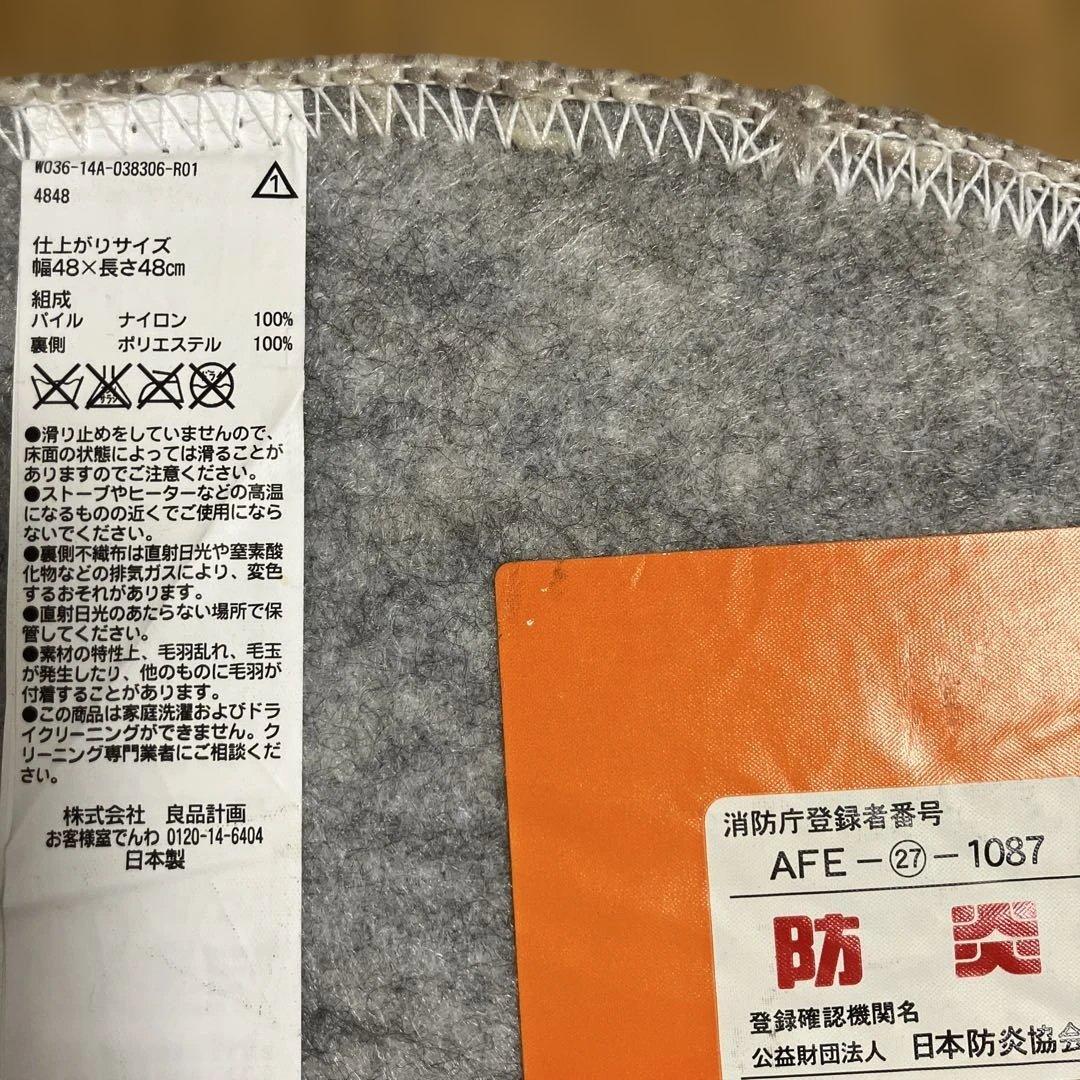 W036-14A-038306-R01
4848
1
仕上がりサイズ
幅48×長さ48cm
組成
パイル ナイロン 100%
裏側 ポリエステル 100%
●滑り止めをしていませんので、
床面の状態によっては滑ることが
ありますのでご注意ください。
●ストーブやヒーターなどの高温
になるものの近くでご使用になら
ないでください。
●裏側不織布は直射日光や窒素酸
化物などの排気ガスにより、変色
するおそれがあります。
●直射日光のあたらない場所で保
管してください。
●素材の特性上、毛羽乱れ、毛玉
が発生したり、他のものに毛羽が
付着することがあります。
●この商品は家庭洗濯およびドラ
イクリーニングができません。ク
リーニング専門業者にご相談くだ
さい。
株式会社 良品計画
お客様室でんわ 0120-14-6404
日本製
消防庁登録者番号
AFE-㉗-1087
防炎
登録確認機関名
公益財団法人 日本防炎協会